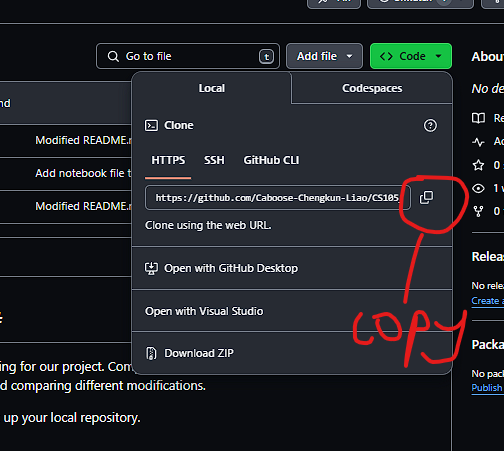 Go to file
t
Add file
Code
About
Local
Codespaces
No de
nd
Clone
Modified README.r
HTTPS
SSH
GitHub CLI
Add notebook file t
0
https://github.com/Caboose-Chengkun-Liao/CS105
1 w
Modified README.r
0
Clone using the web URL.
Open with GitHub Desktop
Releas
No relea
Create a
Open with Visual Studio
copy
Download ZIP
Packa
ing for our project. Com
No pack
d comparing different modifications.
Publish
up your local repository.